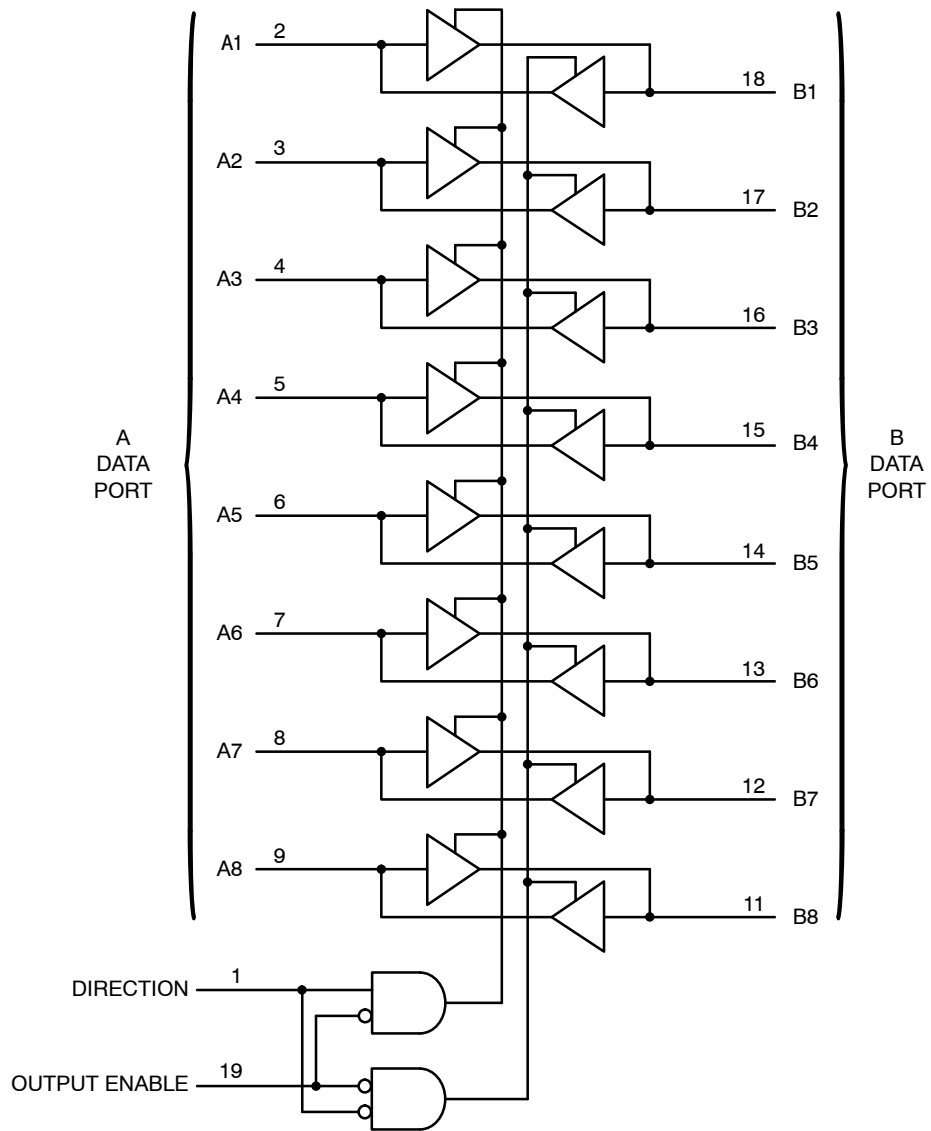 A1 2
18 B1
A2 3
17 B2
A3 4
16 B3
A4 5
15 B4
A
DATA
PORT
B
DATA
PORT
A5 6
14 B5
A6 7
13 B6
A7 8
12 B7
A8 9
11 B8
DIRECTION 1
OUTPUT ENABLE 19